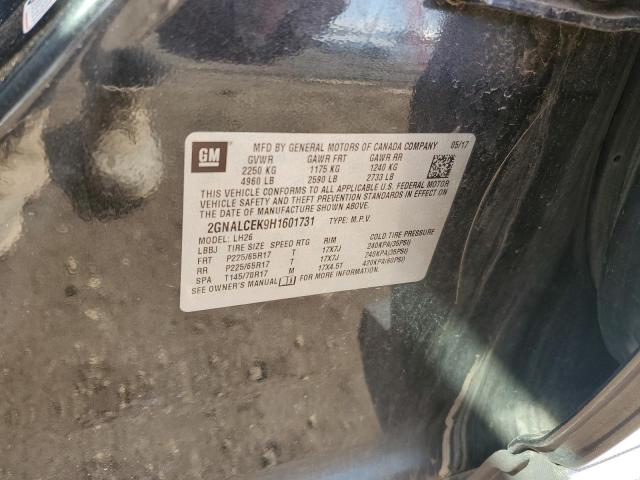 GM
MFD BY GENERAL MOTORS OF CANADA COMPANY 05/17
GVWR GAWR FRT GAWR RR
2250 KG 1175 KG 1240 KG
4960 LB 2590 LB 2733 LB
THIS VEHICLE CONFORMS TO ALL APPLICABLE U.S. FEDERAL MOTOR
VEHICLE SAFETY AND THEFT PREVENTION STANDARDS IN EFFECT ON
THE DATE OF MANUFACTURE SHOWN ABOVE.
2GNALCEK9H1601731 TYPE: M.P.V.
MODEL: LH26
LBBJ TIRE SIZE SPEED RTG RIM COLD TIRE PRESSURE
FRT P225/65R17 T 17X7J 240KPA(35PSI)
RR P225/65R17 T 17X7J 240KPA(35PSI)
SPA T145/70R17 M 17X4.5T 420KPA(60PSI)
SEE OWNER'S MANUAL FOR MORE INFORMATION